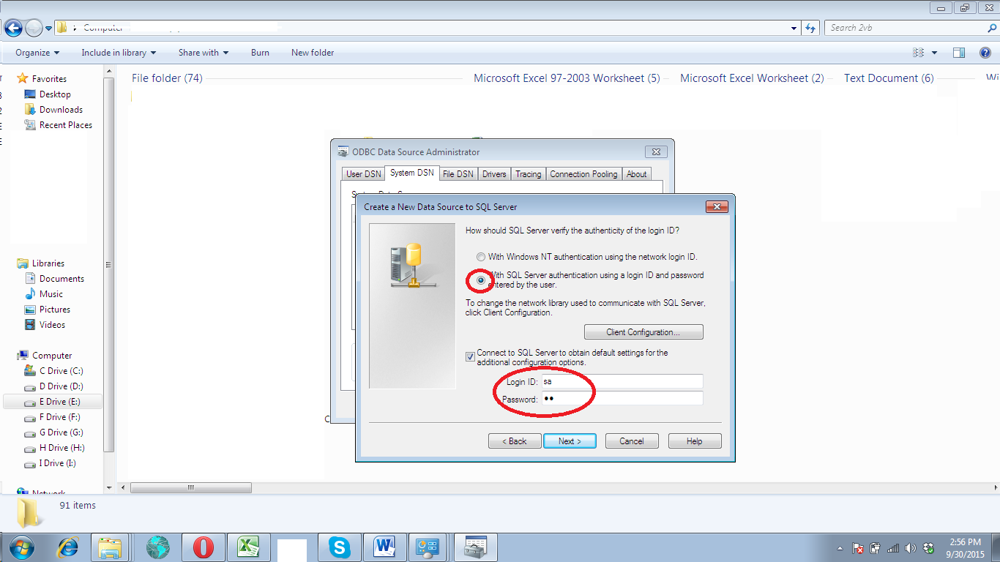 Computer
Search 2vb
Organize
Include in library
Share with
Burn
New folder
Favorites
Desktop
Downloads
Recent Places
Libraries
Documents
Music
Pictures
Videos
Computer
C Drive (C:)
D Drive (D:)
E Drive (E:)
F Drive (F:)
G Drive (G:)
H Drive (H:)
I Drive (I:)
Network
File folder (74)
Microsoft Excel 97-2003 Worksheet (5)
Microsoft Excel Worksheet (2)
Text Document (6)
Wi
ODBC Data Source Administrator
User DSN
System DSN
File DSN
Drivers
Tracing
Connection Pooling
About
Create a New Data Source to SQL Server
How should SQL Server verify the authenticity of the login ID?
With Windows NT authentication using the network login ID.
With SQL Server authentication using a login ID and password
entered by the user.
To change the network library used to communicate with SQL Server,
click Client Configuration.
Client Configuration...
Connect to SQL Server to obtain default settings for the
additional configuration options.
Login ID: sa
Password: ●●
< Back
Next >
Cancel
Help
91 items
2:56 PM
9/30/2015